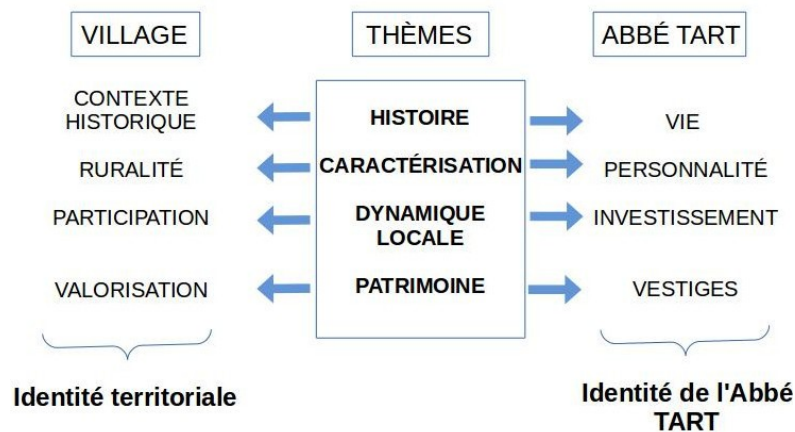 VILLAGE
THÈMES
ABBÉ TART
CONTEXTE
HISTORIQUE
HISTOIRE
VIE
RURALITÉ
CARACTÉRISATION
PERSONNALITÉ
PARTICIPATION
DYNAMIQUE
LOCALE
INVESTISSEMENT
VALORISATION
PATRIMOINE
VESTIGES
Identité territoriale
Identité de l'Abbé
TART